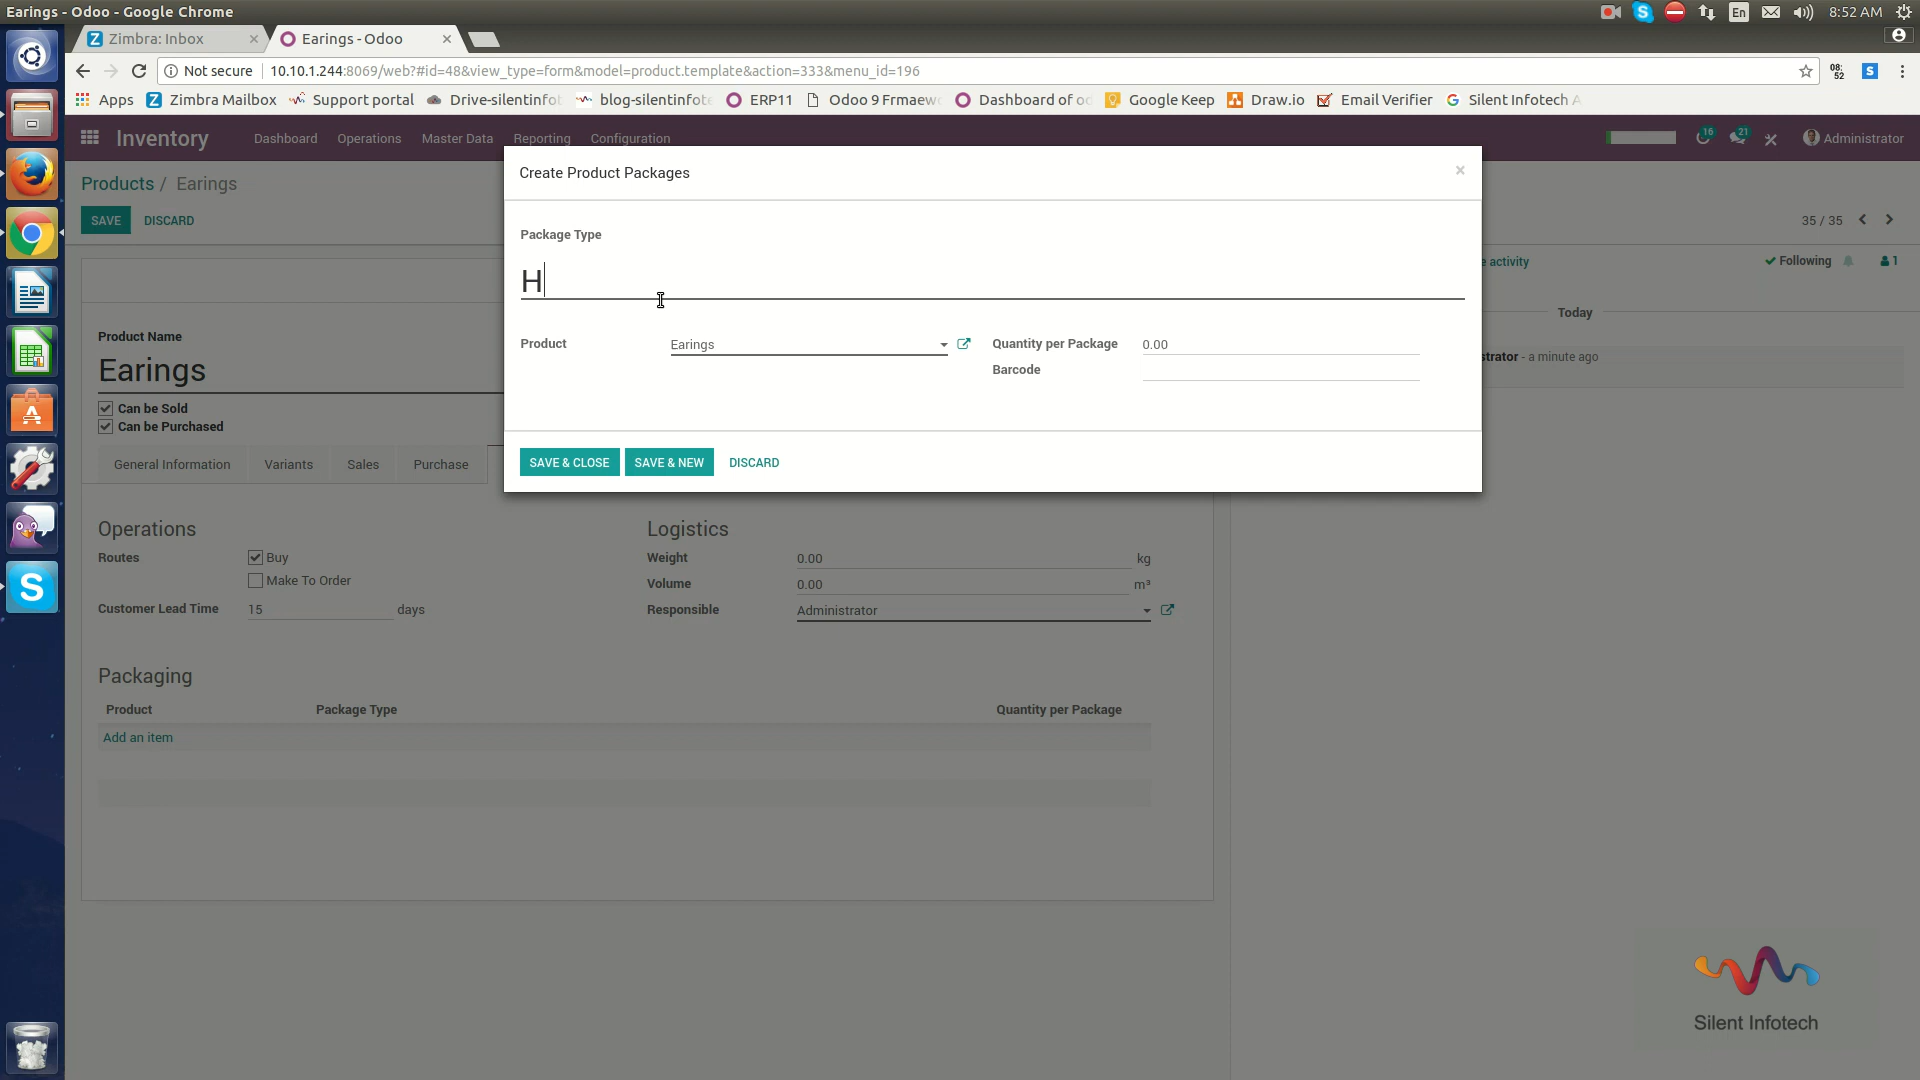 Earings - Odoo - Google Chrome
En
8:52 AM
Zimbra: Inbox
Earings - Odoo
Not secure
10.10.1.244:8069/web?#id=48&view_type=form&model=product.template&action=333&menu_id=196
08:
52
Apps
Zimbra Mailbox
Support portal
Drive-silentinfot
blog-silentinfote
ERP11
Odoo 9 Frmaew
Dashboard of od
Google Keep
Draw.io
Email Verifier
Silent Infotech A
Inventory
Dashboard
Operations
Master Data
Reporting
Configuration
16
21
Administrator
Products / Earings
SAVE
DISCARD
35 / 35
e activity
Following
1
Today
strator - a minute ago
Create Product Packages
×
Package Type
H
Product
Earings
Quantity per Package
0.00
Barcode
SAVE & CLOSE
SAVE & NEW
DISCARD
Product Name
Earings
Can be Sold
Can be Purchased
General Information
Variants
Sales
Purchase
Operations
Routes
Buy
Make To Order
Customer Lead Time
15
days
Logistics
Weight
0.00
kg
Volume
0.00
m³
Responsible
Administrator
Packaging
Product
Package Type
Quantity per Package
Add an item
Silent Infotech